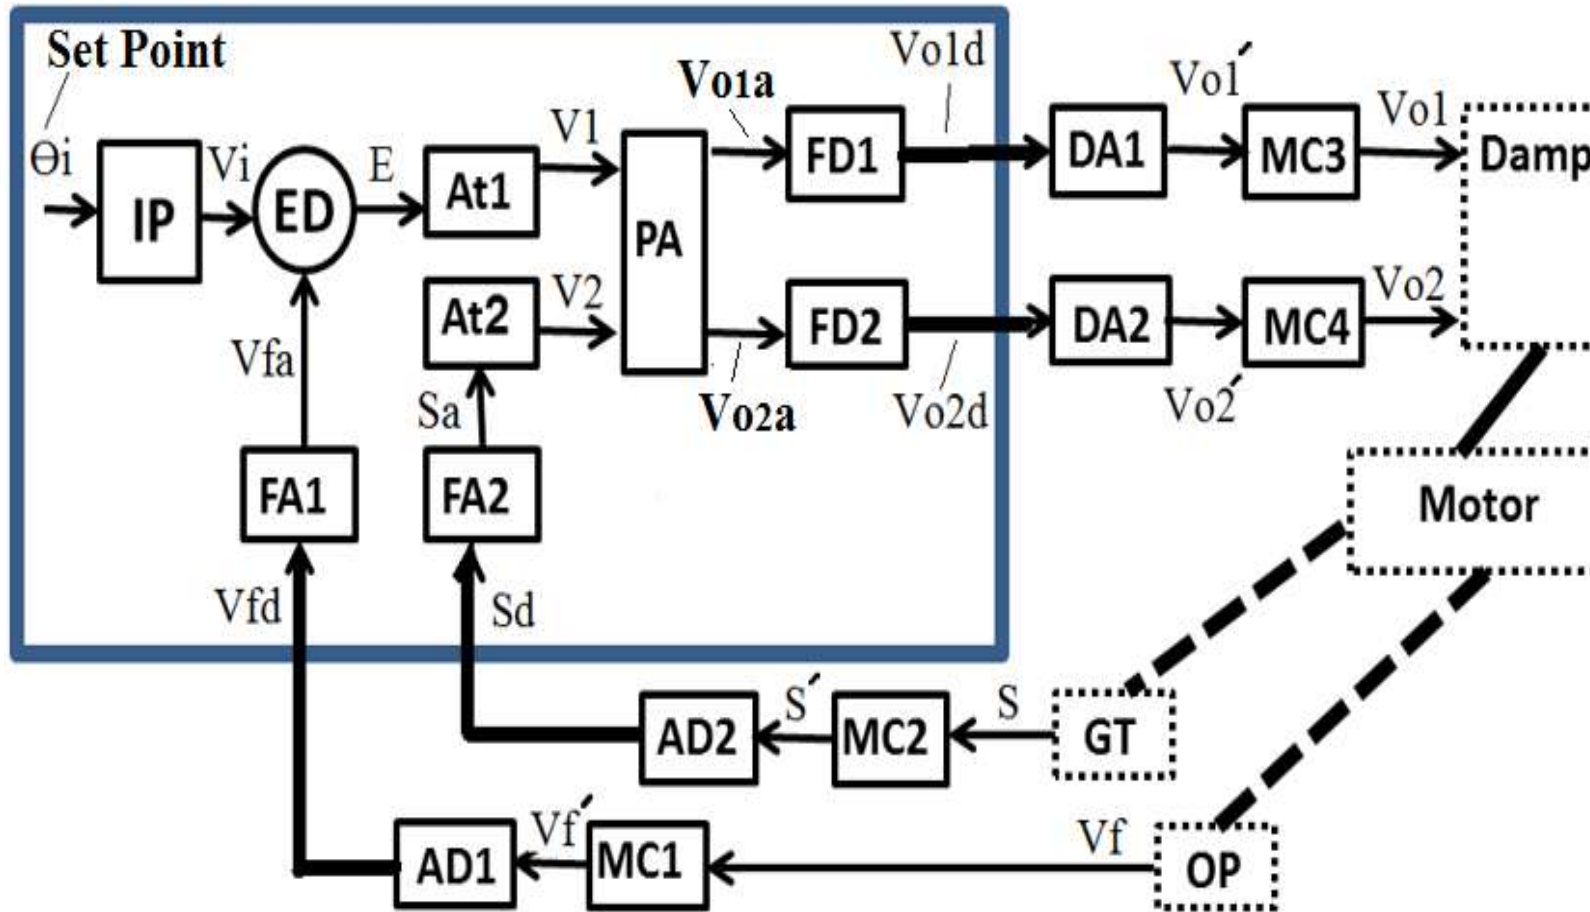 Set Point
Өi
IP
Vi
ED
E
At1
V1
PA
Vo1a
FD1
Vo1d
DA1
Vo1´
MC3
Vo1
Damp
At2
V2
Vo2a
FD2
Vo2d
DA2
Vo2´
MC4
Vo2
Vfa
Sa
FA1
FA2
Motor
Vfd
Sd
AD2
S´
MC2
S
GT
AD1
Vf´
MC1
Vf
OP